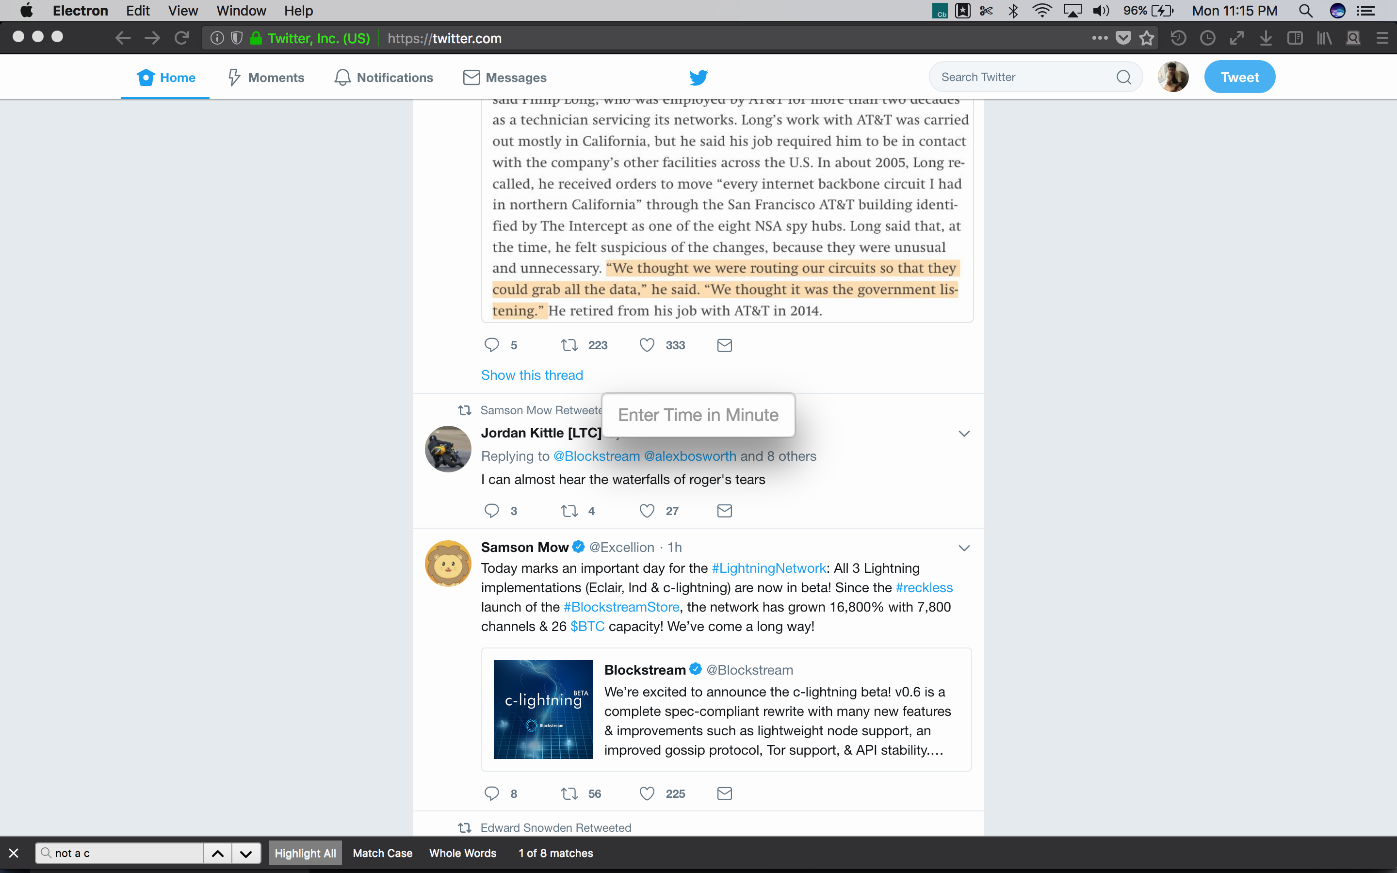 Electron Edit View Window Help
Cb 96% Mon 11:15 PM
Twitter, Inc. (US) https://twitter.com
Home Moments Notifications Messages Search Twitter Tweet
said Philip Long, who was employed by AT&T for more than two decades
as a technician servicing its networks. Long’s work with AT&T was carried
out mostly in California, but he said his job required him to be in contact
with the company’s other facilities across the U.S. In about 2005, Long re-
called, he received orders to move “every internet backbone circuit I had
in northern California” through the San Francisco AT&T building identi-
fied by The Intercept as one of the eight NSA spy hubs. Long said that, at
the time, he felt suspicious of the changes, because they were unusual
and unnecessary. “We thought we were routing our circuits so that they
could grab all the data,” he said. “We thought it was the government lis-
tening.” He retired from his job with AT&T in 2014.
5 223 333
Show this thread
Enter Time in Minute
Samson Mow Retweete
Jordan Kittle [LTC]
Replying to @Blockstream @alexbosworth and 8 others
I can almost hear the waterfalls of roger's tears
3 4 27
Samson Mow @Excellion · 1h
Today marks an important day for the #LightningNetwork: All 3 Lightning
implementations (Eclair, lnd & c-lightning) are now in beta! Since the #reckless
launch of the #BlockstreamStore, the network has grown 16,800% with 7,800
channels & 26 $BTC capacity! We’ve come a long way!
c-lightning BETA
Blockstream
Blockstream @Blockstream
We’re excited to announce the c-lightning beta! v0.6 is a
complete spec-compliant rewrite with many new features
& improvements such as lightweight node support, an
improved gossip protocol, Tor support, & API stability.…
8 56 225
Edward Snowden Retweeted
not a c Highlight All Match Case Whole Words 1 of 8 matches